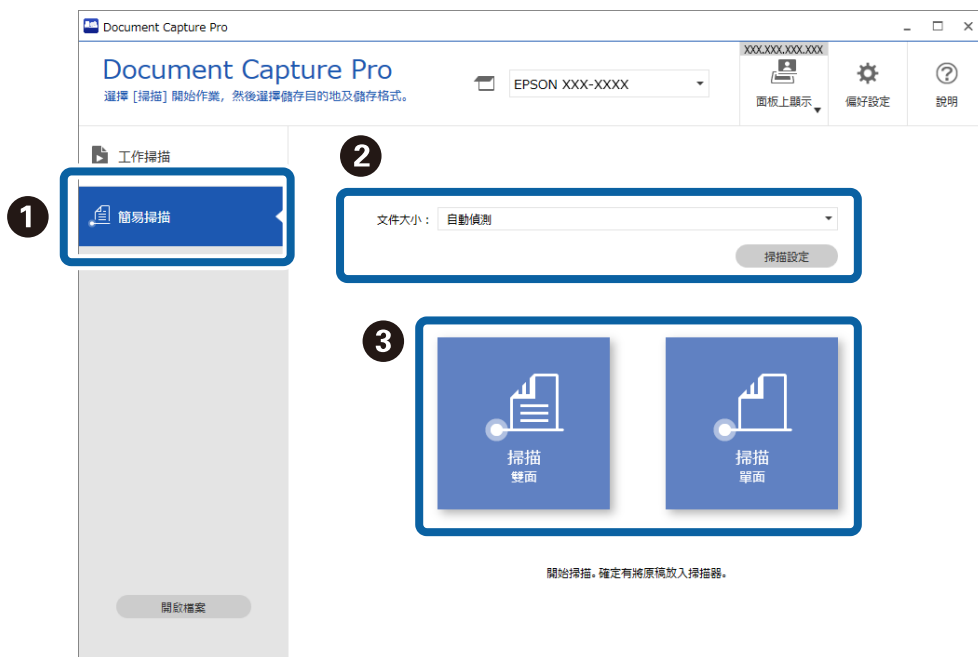 Document Capture Pro
Document Capture Pro
選擇 [掃描] 開始作業，然後選擇儲存目的地及儲存格式。
EPSON XXX-XXXX
XXX.XXX.XXX.XXX
面板上顯示
偏好設定
說明
工作掃描
1
簡易掃描
2
文件大小：
自動偵測
掃描設定
3
掃描
雙面
掃描
單面
開始掃描。確定有將原稿放入掃描器。
開啟檔案